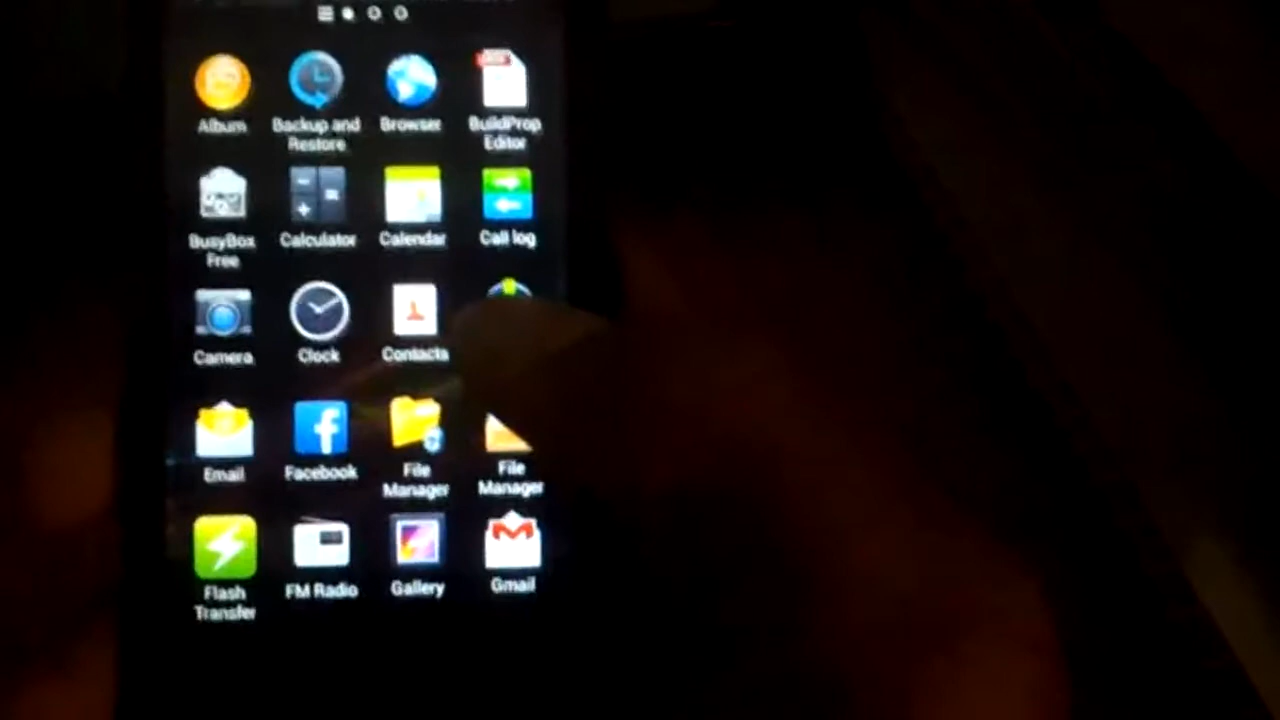 Album
Backup and
Restore
Browser
BuildProp
Editor
BusyBox
Free
Calculator
Calendar
Call log
Camera
Clock
Contacts
Email
Facebook
File
Manager
File
Manager
Flash
Transfer
FM Radio
Gallery
Gmail